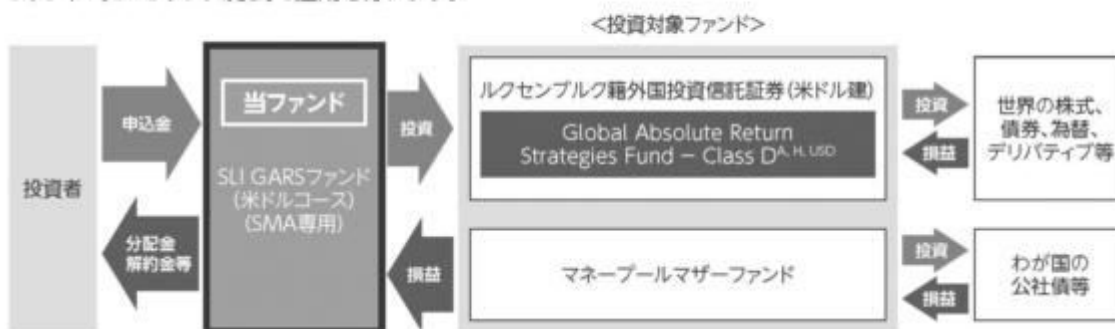 ＜投資対象ファンド＞
投資者
申込金
分配金
解約金等
当ファンド
SLI GARSファンド
(米ドルコース)
(SMA専用)
投資
損益
ルクセンブルク籍外国投資信託証券(米ドル建)
Global Absolute Return
Strategies Fund – Class D^A, H, USD
マネープールマザーファンド
投資
損益
世界の株式、
債券、為替、
デリバティブ等
投資
損益
わが国の
公社債等